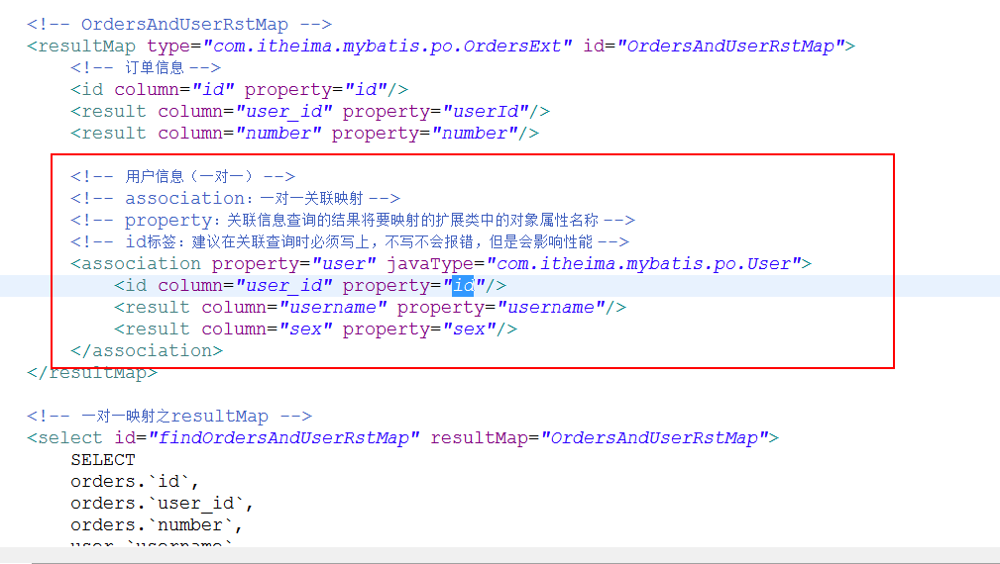 <!-- OrdersAndUserRstMap -->
<resultMap type="com.itheima.mybatis.po.OrdersExt" id="OrdersAndUserRstMap">
<!-- 订单信息 -->
<id column="id" property="id"/>
<result column="user_id" property="userId"/>
<result column="number" property="number"/>
<!-- 用户信息（一对一） -->
<!-- association：一对一关联映射 -->
<!-- property：关联信息查询的结果将要映射的扩展类中的对象属性名称 -->
<!-- id标签：建议在关联查询时必须写上，不写不会报错，但是会影响性能 -->
<association property="user" javaType="com.itheima.mybatis.po.User">
<id column="user_id" property="id"/>
<result column="username" property="username"/>
<result column="sex" property="sex"/>
</association>
</resultMap>
<!-- 一对一映射之resultMap -->
<select id="findOrdersAndUserRstMap" resultMap="OrdersAndUserRstMap">
SELECT
orders.`id`,
orders.`user_id`,
orders.`number`,
user.`username`